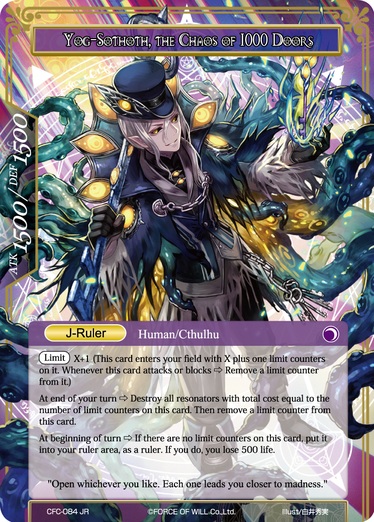 Yog-Sothoth, the Chaos of 1000 Doors
ATK 1500 / DEF 1500
J-Ruler Human/Cthulhu
Limit X+1 (This card enters your field with X plus one limit counters
on it. Whenever this card attacks or blocks ⇨ Remove a limit counter
from it.)
At end of your turn ⇨ Destroy all resonators with total cost equal to the
number of limit counters on this card. Then remove a limit counter from
this card.
At beginning of turn ⇨ If there are no limit counters on this card, put it
into your ruler area, as a ruler. If you do, you lose 500 life.
"Open whichever you like. Each one leads you closer to madness."
CFC-084 JR ©FORCE OF WILL Co.,Ltd. Illust/白井秀実